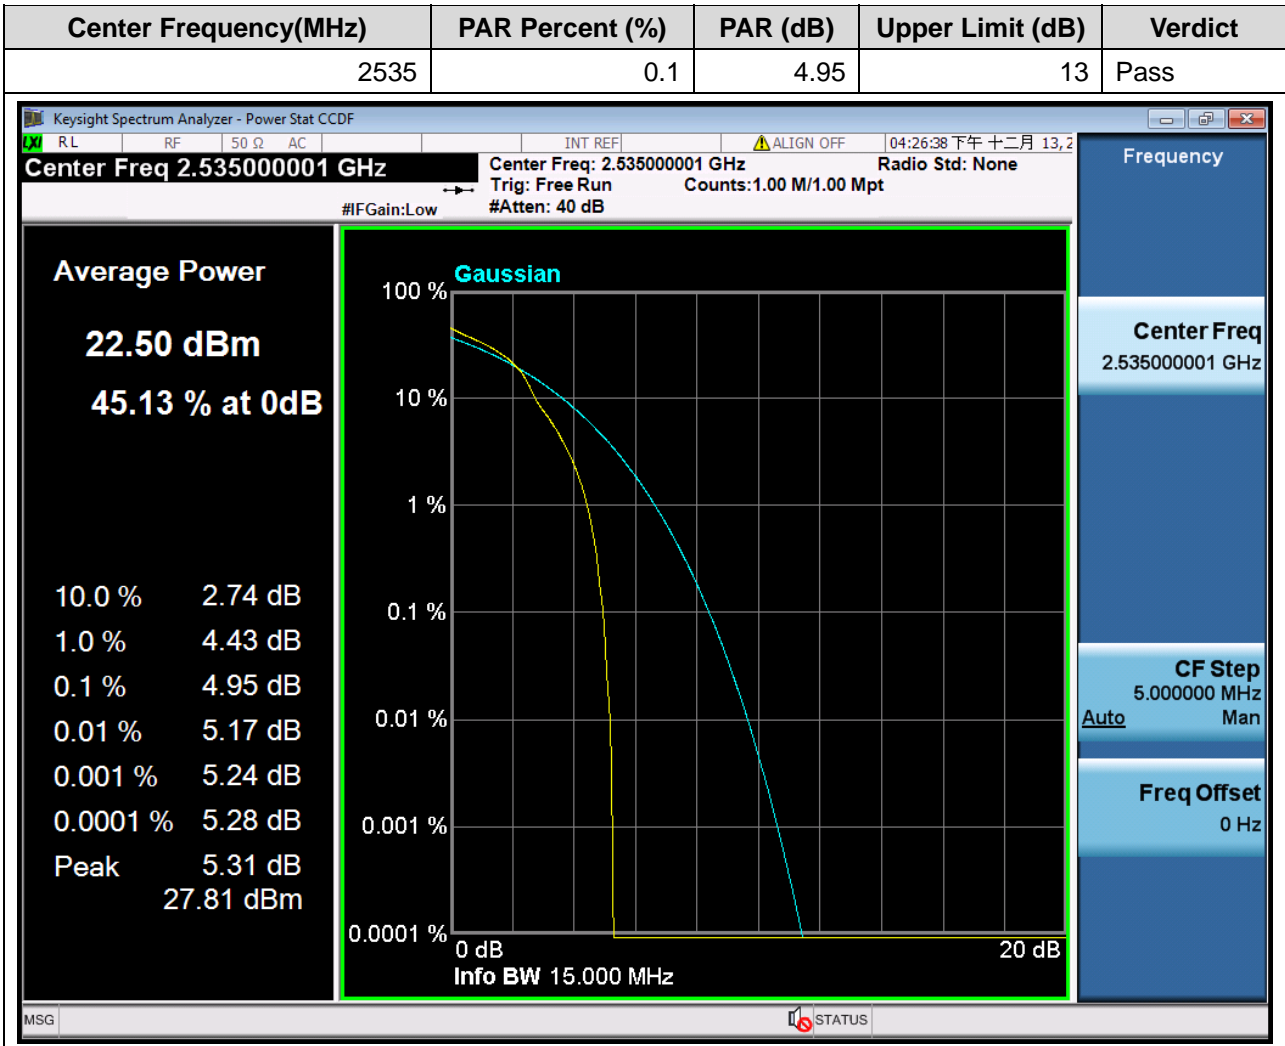 Center Frequency(MHz) PAR Percent (%) PAR (dB) Upper Limit (dB) Verdict
2535 0.1 4.95 13 Pass
Keysight Spectrum Analyzer - Power Stat CCDF
LXI RL RF 50 Ω AC INT REF ALIGN OFF 04:26:38 下午 十二月 13, 2
Center Freq 2.535000001 GHz
Center Freq: 2.535000001 GHz Radio Std: None
Trig: Free Run Counts:1.00 M/1.00 Mpt
#IFGain:Low #Atten: 40 dB
Frequency
Average Power
22.50 dBm
45.13 % at 0dB
10.0 % 2.74 dB
1.0 % 4.43 dB
0.1 % 4.95 dB
0.01 % 5.17 dB
0.001 % 5.24 dB
0.0001 % 5.28 dB
Peak 5.31 dB
27.81 dBm
Gaussian
100 %
10 %
1 %
0.1 %
0.01 %
0.001 %
0.0001 %
0 dB 20 dB
Info BW 15.000 MHz
Center Freq
2.535000001 GHz
CF Step
5.000000 MHz
Auto Man
Freq Offset
0 Hz
MSG STATUS